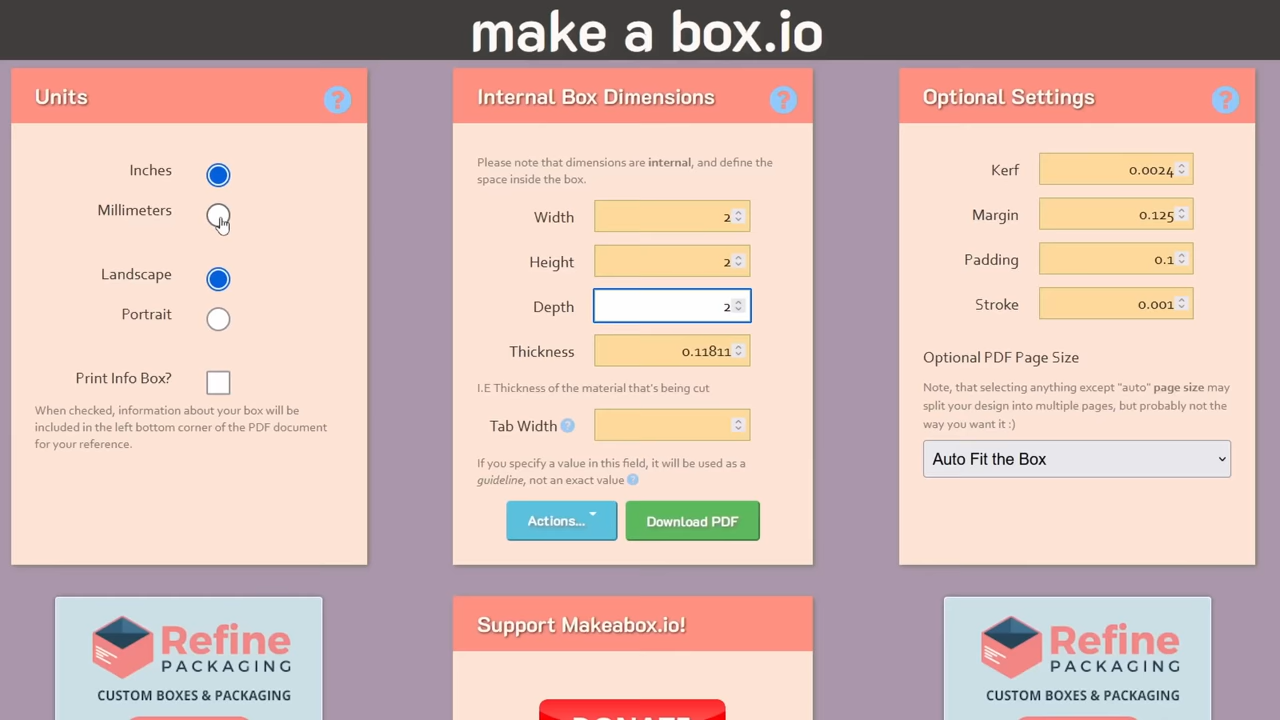 make a box.io
Units
?
Inches
Millimeters
Landscape
Portrait
Print Info Box?
When checked, information about your box will be
included in the left bottom corner of the PDF document
for your reference.
Internal Box Dimensions
?
Please note that dimensions are internal, and define the
space inside the box.
Width 2
Height 2
Depth 2
Thickness 0.11811
I.E Thickness of the material that's being cut
Tab Width ?
If you specify a value in this field, it will be used as a
guideline, not an exact value ?
Actions...
Download PDF
Optional Settings
?
Kerf 0.0024
Margin 0.125
Padding 0.1
Stroke 0.001
Optional PDF Page Size
Note, that selecting anything except "auto" page size may
split your design into multiple pages, but probably not the
way you want it :)
Auto Fit the Box
Refine
PACKAGING
CUSTOM BOXES & PACKAGING
Support Makeabox.io!
DONATE
Refine
PACKAGING
CUSTOM BOXES & PACKAGING